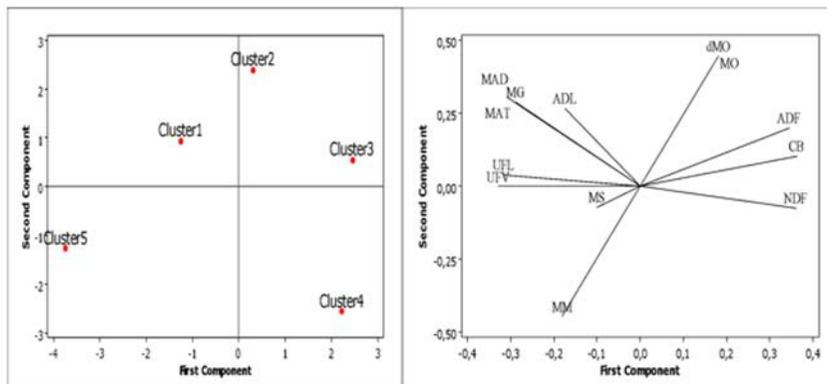 3
2
1
0
-1
-2
-3
Second Component
Cluster2
Cluster1
Cluster3
Cluster5
Cluster4
-4 -3 -2 -1 0 1 2 3
First Component
0,50
0,25
0,00
-0,25
-0,50
Second Component
dMO
MO
MAD
MG
ADL
MAT
ADF
CB
UFL
UFV
MS
NDF
MM
-0,4 -0,3 -0,2 -0,1 0,0 0,1 0,2 0,3 0,4
First Component